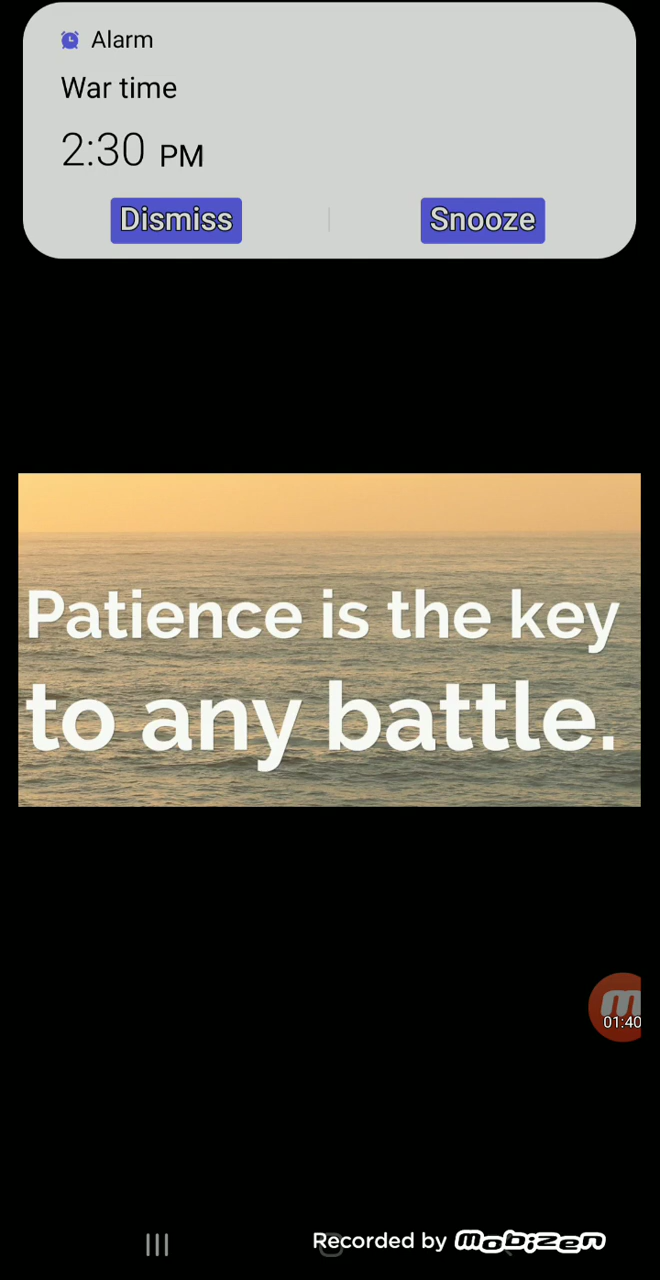 Alarm
War time
2:30 PM
Dismiss
Snooze
Patience is the key
to any battle.
01:40
Recorded by mobizen